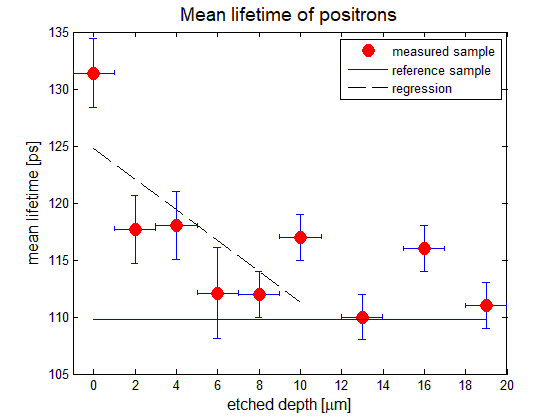 Mean lifetime of positrons
135
130
125
120
115
110
105
mean lifetime [ps]
measured sample
reference sample
regression
0 2 4 6 8 10 12 14 16 18 20
etched depth [μm]